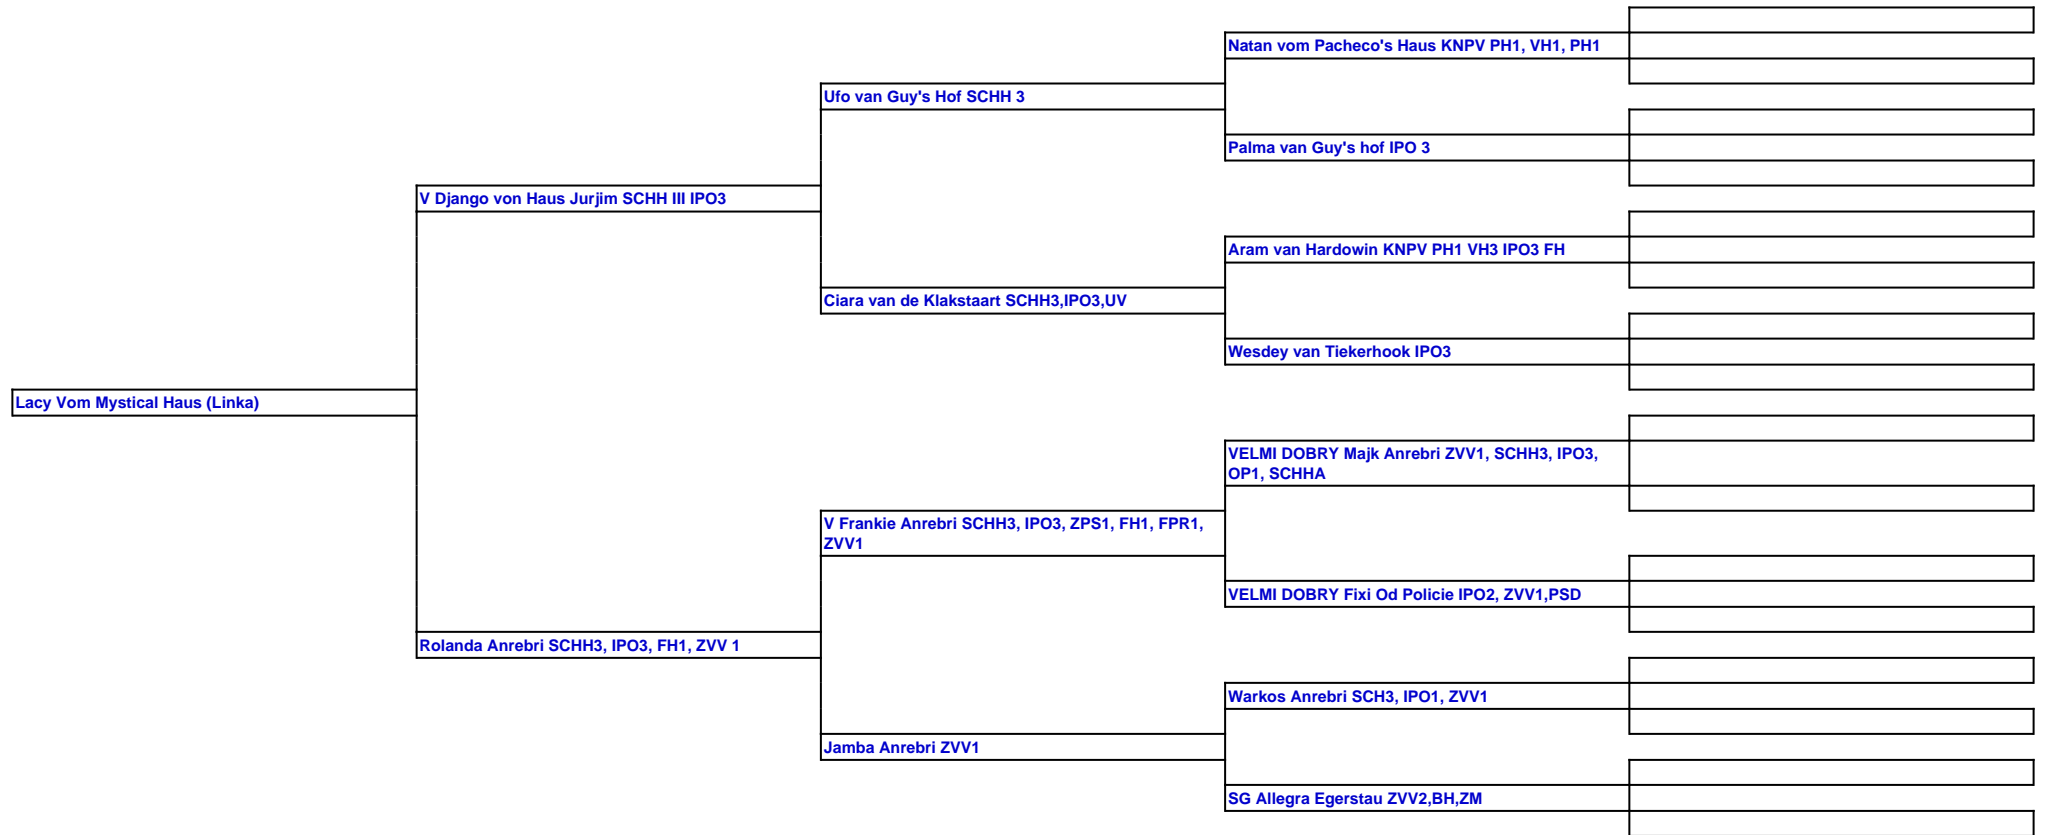 Natan vom Pacheco's Haus KNPV PH1, VH1, PH1
Ufo van Guy's Hof SCHH 3
Palma van Guy's hof IPO 3
V Django von Haus Jurjim SCHH III IPO3
Aram van Hardowin KNPV PH1 VH3 IPO3 FH
Ciara van de Klakstaart SCHH3,IPO3,UV
Wesdey van Tiekerhook IPO3
Lacy Vom Mystical Haus (Linka)
VELMI DOBRY Majk Anrebri ZVV1, SCHH3, IPO3,
OP1, SCHHA
V Frankie Anrebri SCHH3, IPO3, ZPS1, FH1, FPR1,
ZVV1
VELMI DOBRY Fixi Od Policie IPO2, ZVV1,PSD
Rolanda Anrebri SCHH3, IPO3, FH1, ZVV 1
Warkos Anrebri SCH3, IPO1, ZVV1
Jamba Anrebri ZVV1
SG Allegra Egerstau ZVV2,BH,ZM